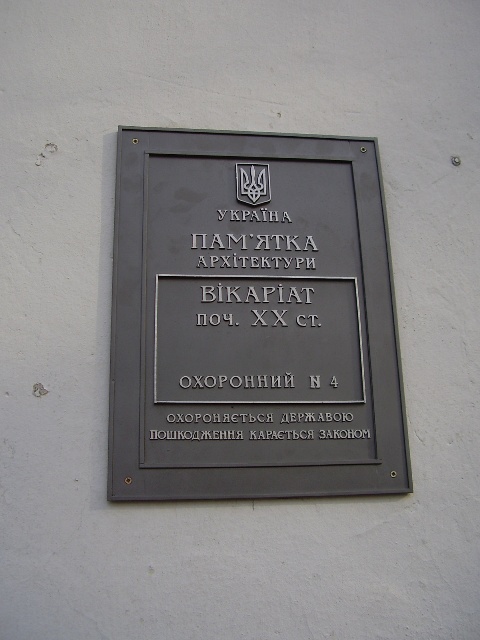 УКРАЇНА
ПАМ'ЯТКА
АРХІТЕКТУРИ
ВІКАРІАТ
ПОЧ. XX СТ.
ОХОРОННИЙ N 4
ОХОРОНЯЄТЬСЯ ДЕРЖАВОЮ
ПОШКОДЖЕННЯ КАРАЄТЬСЯ ЗАКОНОМ